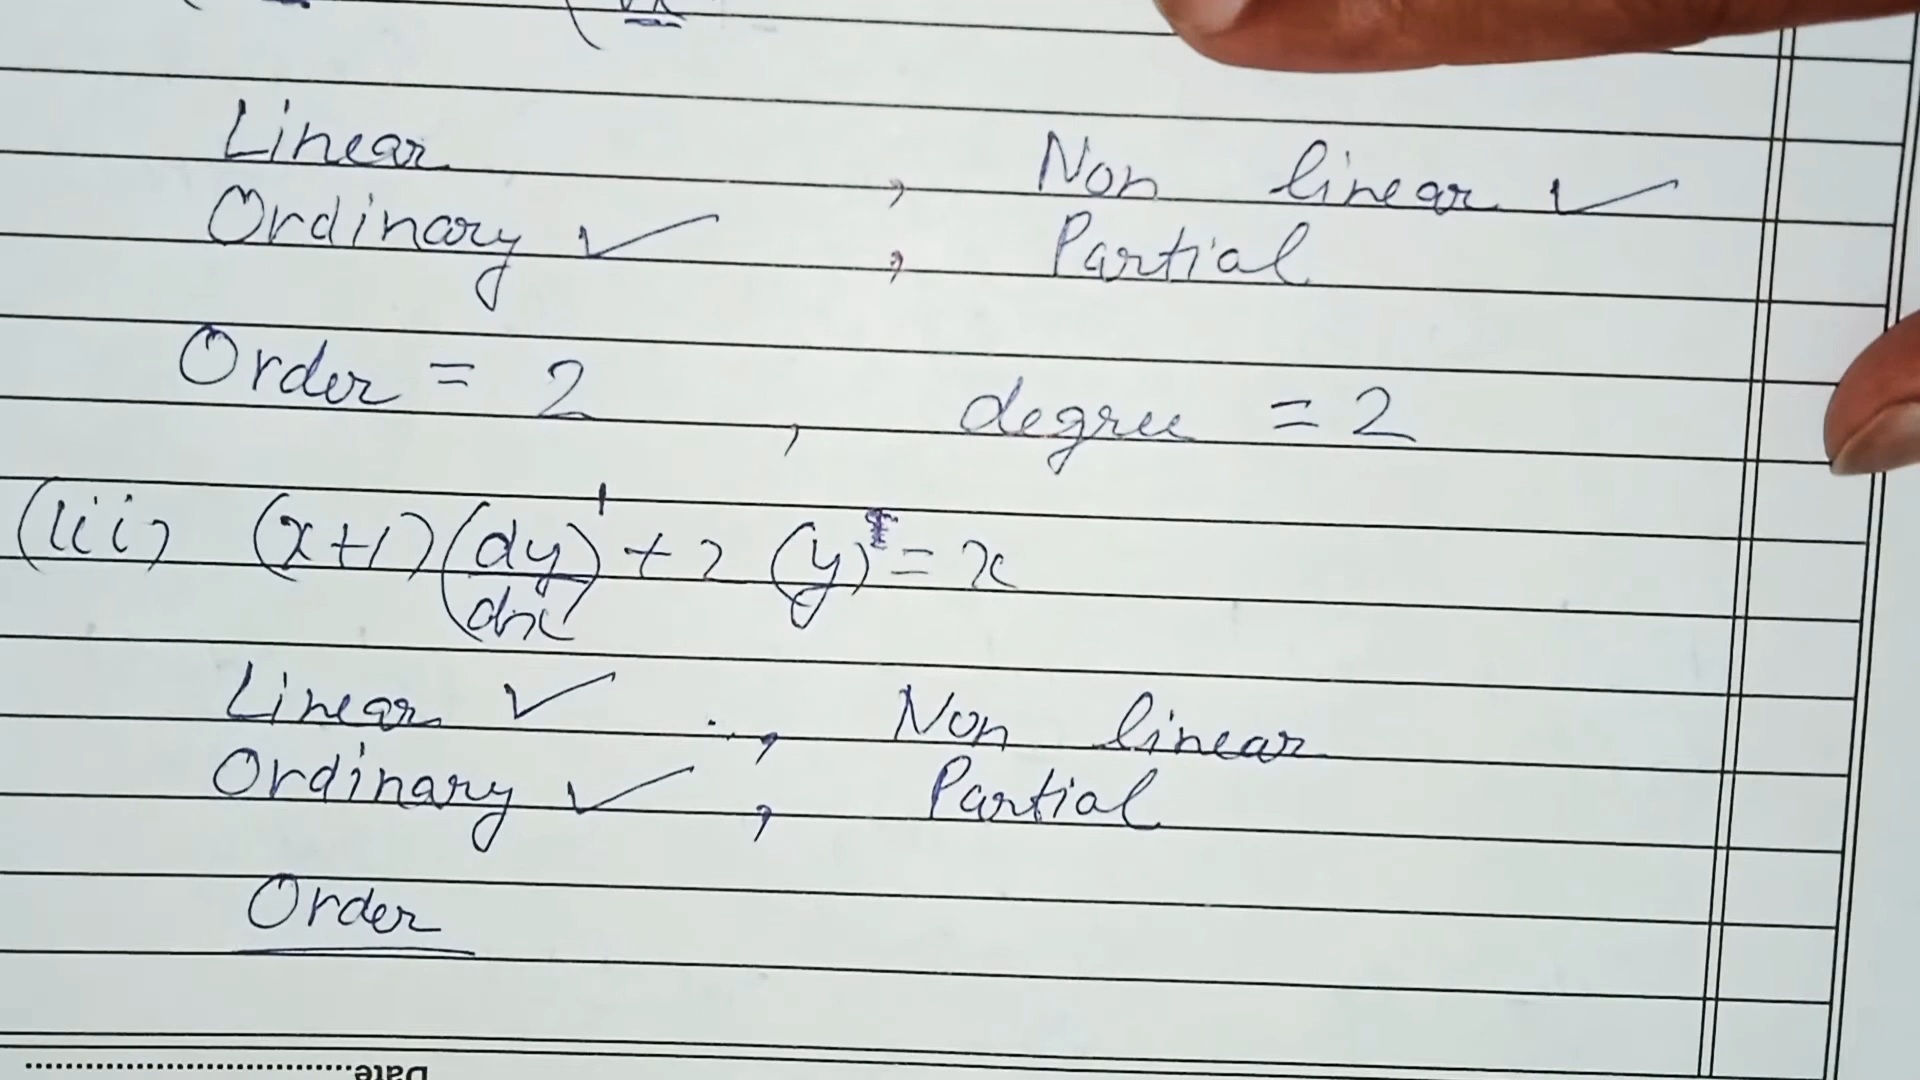 Linear , Non linear ✓
Ordinary ✓ , Partial
Order = 2 , degree = 2
(iii) (x+1)(dy/dx)¹ + 2 (y)¹ = x
Linear ✓ , Non linear
Ordinary ✓ , Partial
Order
Date